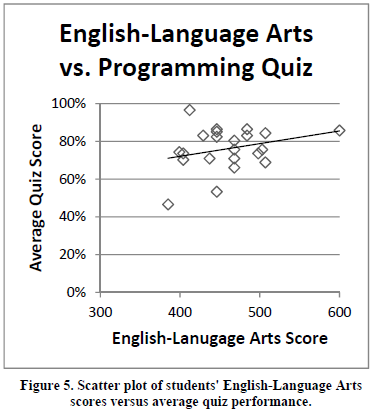 English-Language Arts
vs. Programming Quiz
100%
80%
60%
40%
20%
0%
Average Quiz Score
300
400
500
600
English-Lanugage Arts Score
Figure 5. Scatter plot of students' English-Language Arts
scores versus average quiz performance.